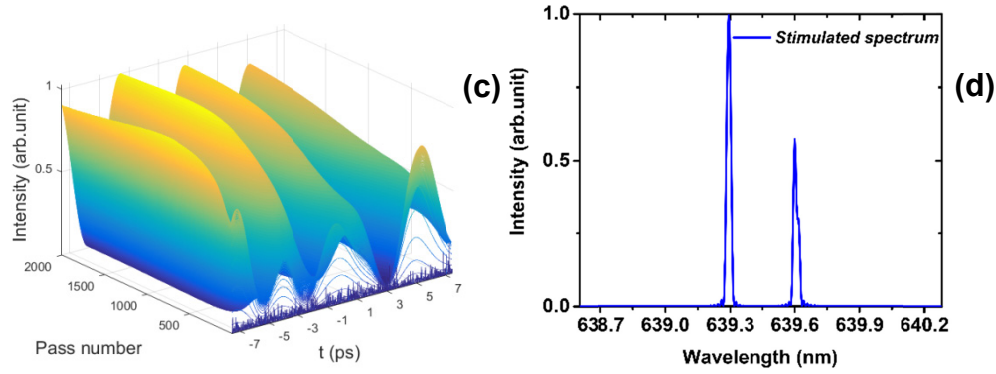 (c)
Intensity (arb.unit)
1
0.5
2000
1500
1000
500
Pass number
-7
-5
-3
-1
1
3
5
7
t (ps)
(d)
Stimulated spectrum
Intensity (arb.unit)
1.0
0.5
0.0
638.7 639.0 639.3 639.6 639.9 640.2
Wavelength (nm)